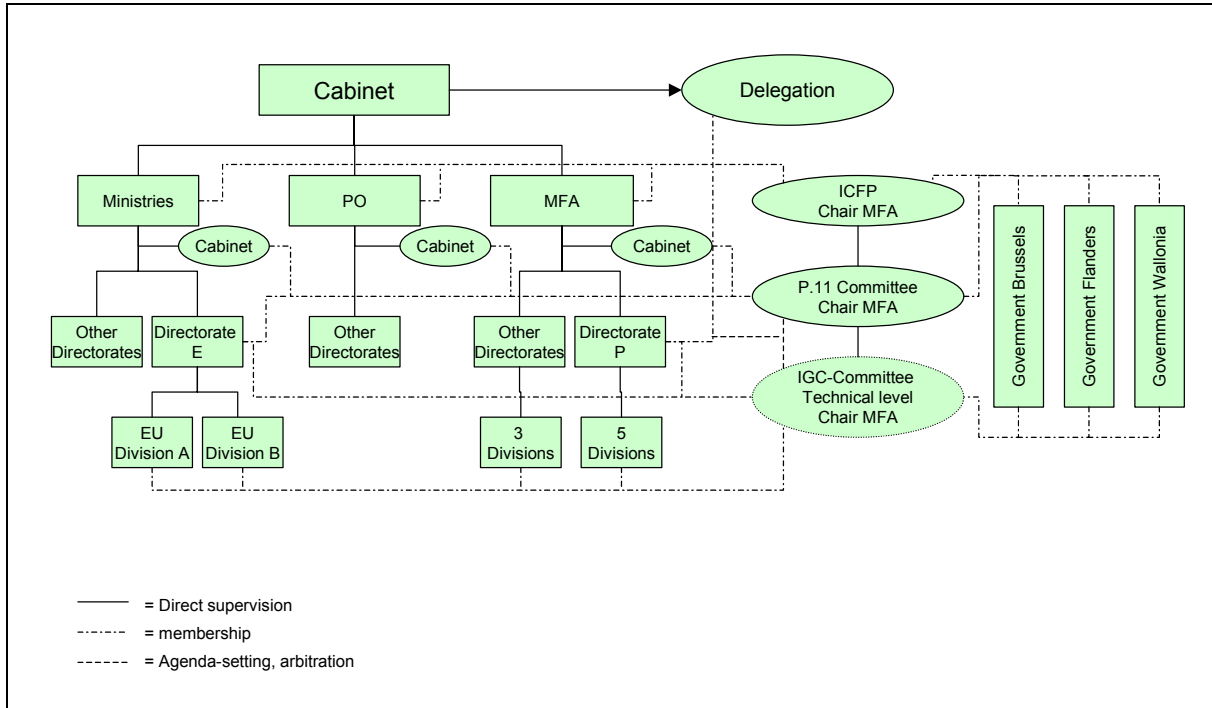 Cabinet
Delegation
Ministries
PO
MFA
ICFP
Chair MFA
Cabinet
Cabinet
Cabinet
P.11 Committee
Chair MFA
Government Brussels
Government Flanders
Government Wallonia
Other
Directorates
Directorate
E
Other
Directorates
Other
Directorates
Directorate
P
IGC-Committee
Technical level
Chair MFA
EU
Division A
EU
Division B
3
Divisions
5
Divisions
= Direct supervision
= membership
= Agenda-setting, arbitration